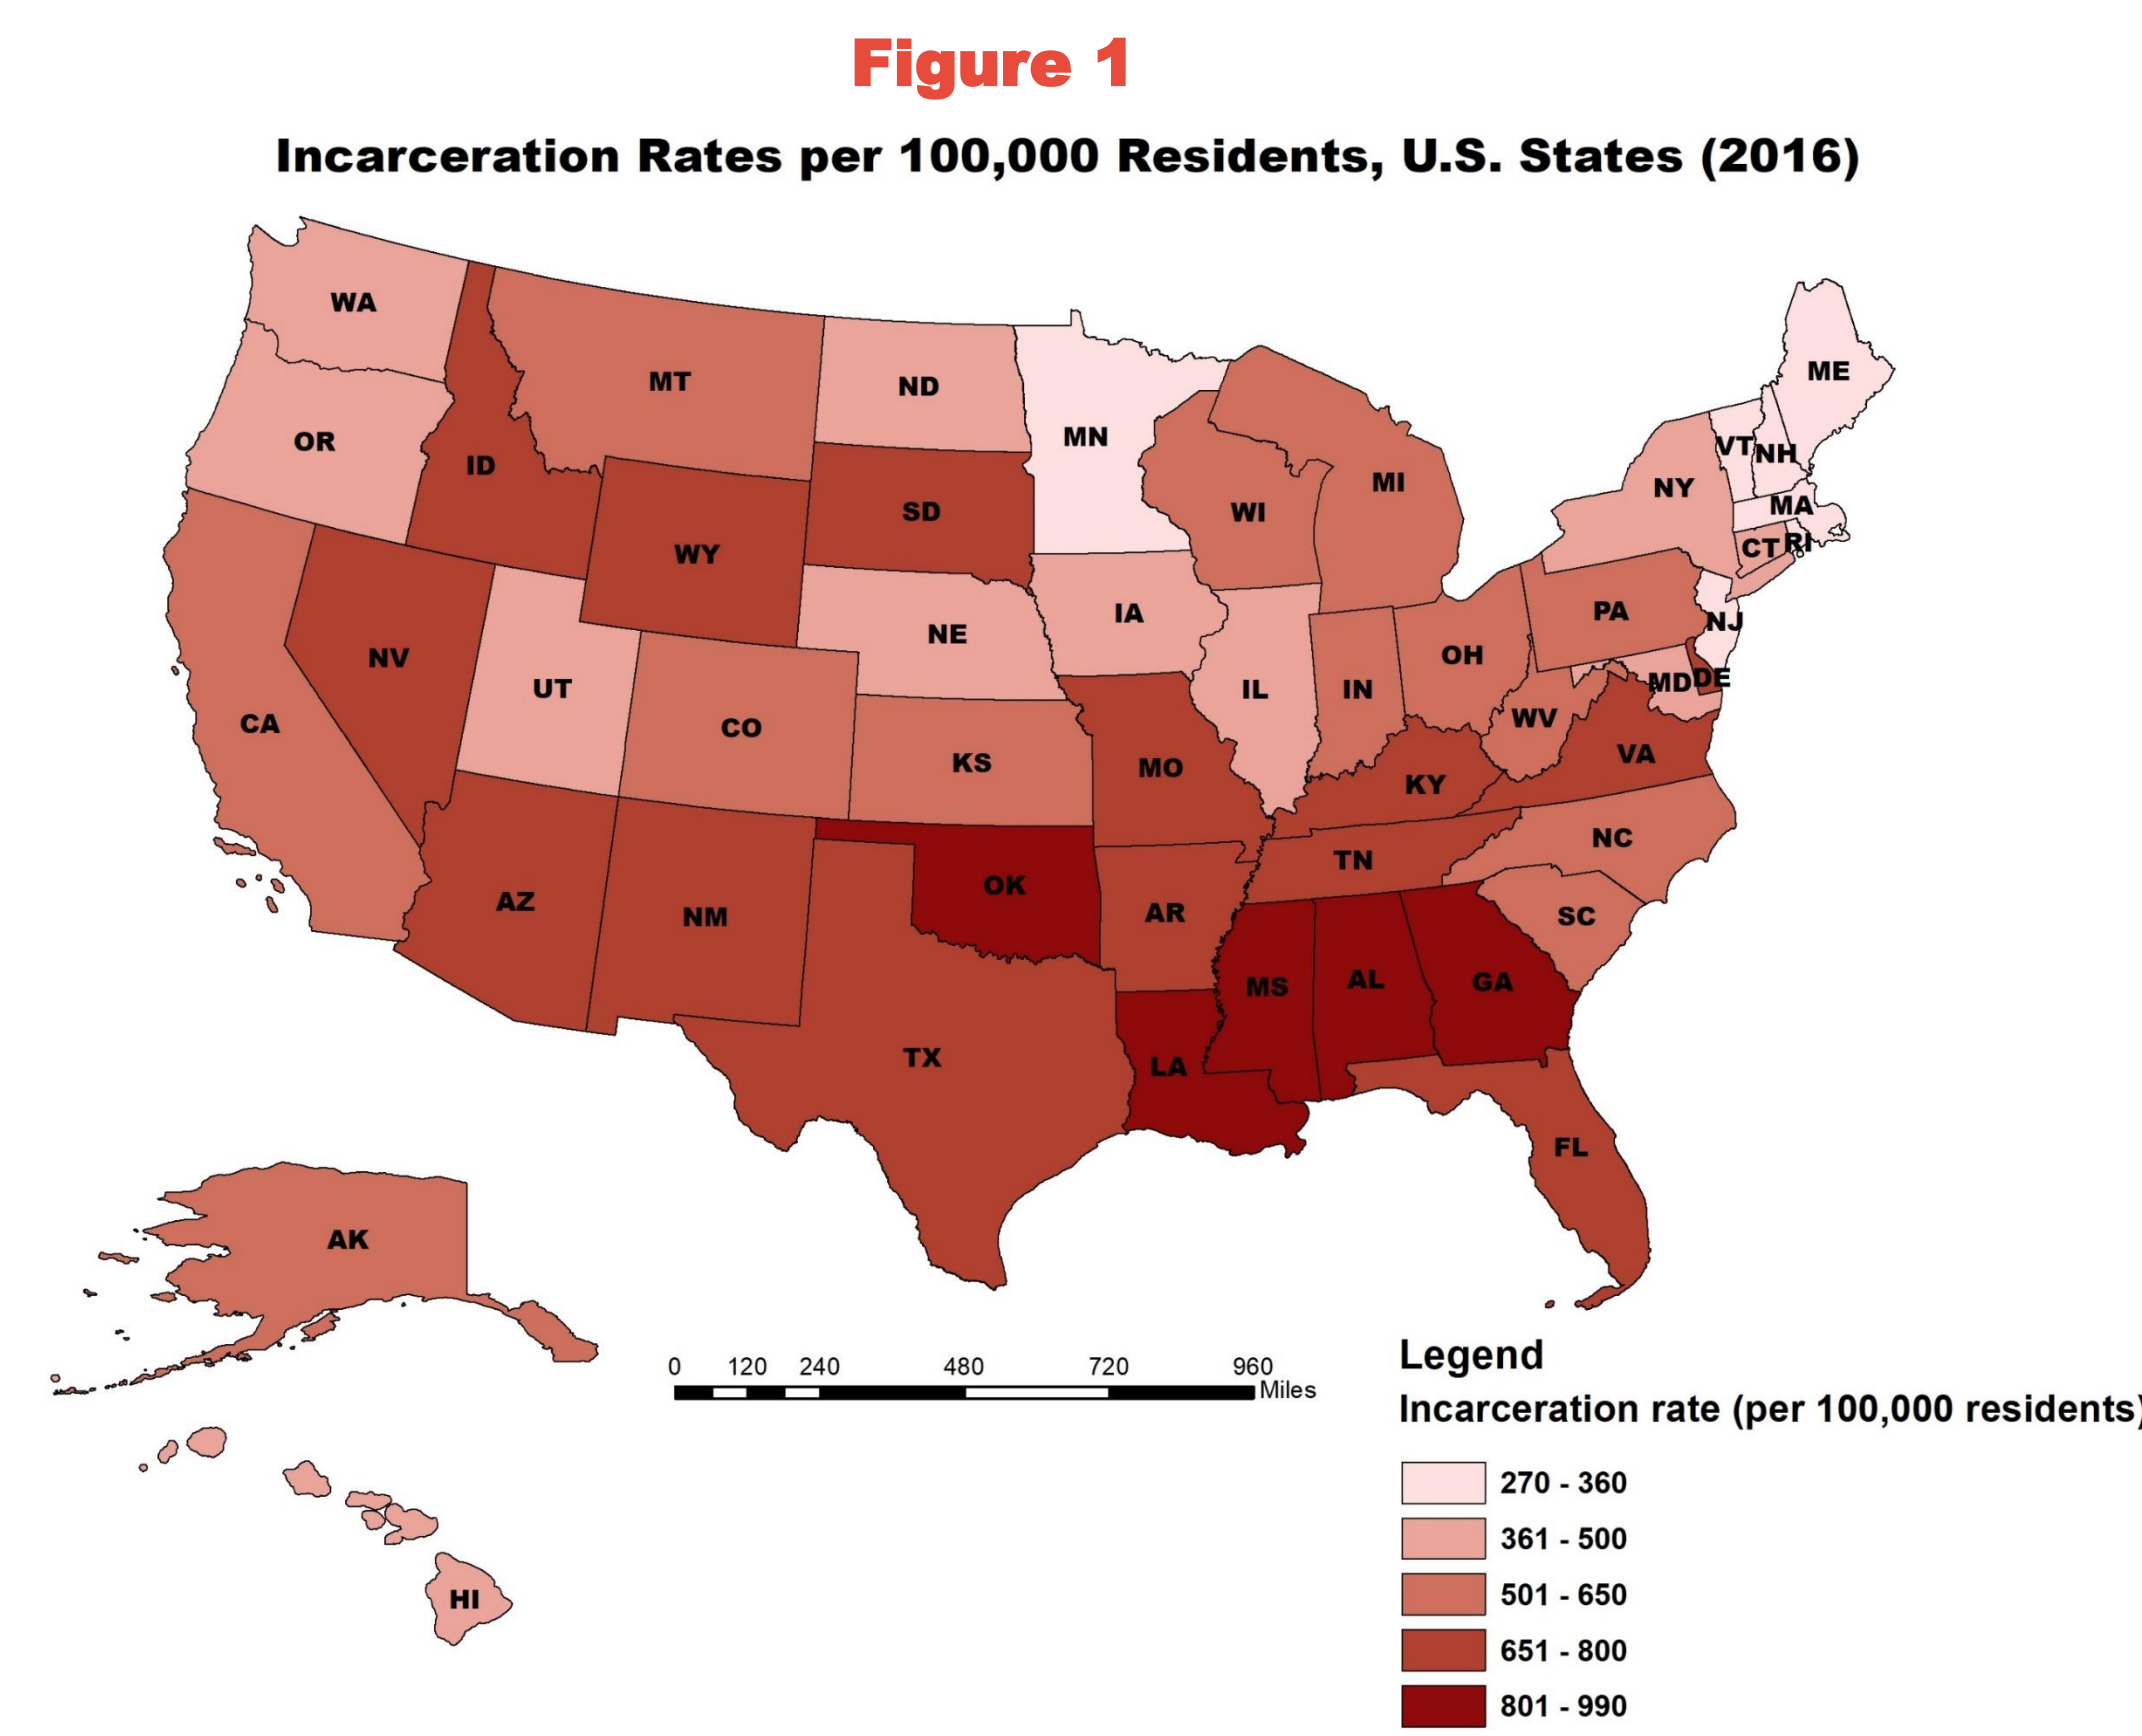 Figure 1
Incarceration Rates per 100,000 Residents, U.S. States (2016)
WA
MT
ND
MN
ME
OR
ID
SD
WI
MI
NY
VT
NH
MA
CT
RI
WY
NV
UT
NE
IA
IL
IN
OH
PA
NJ
MD
DE
WV
VA
CA
CO
KS
MO
KY
NC
TN
AZ
NM
OK
AR
SC
MS
AL
GA
TX
LA
FL
AK
HI
0 120 240 480 720 960
Miles
Legend
Incarceration rate (per 100,000 residents)
270 - 360
361 - 500
501 - 650
651 - 800
801 - 990